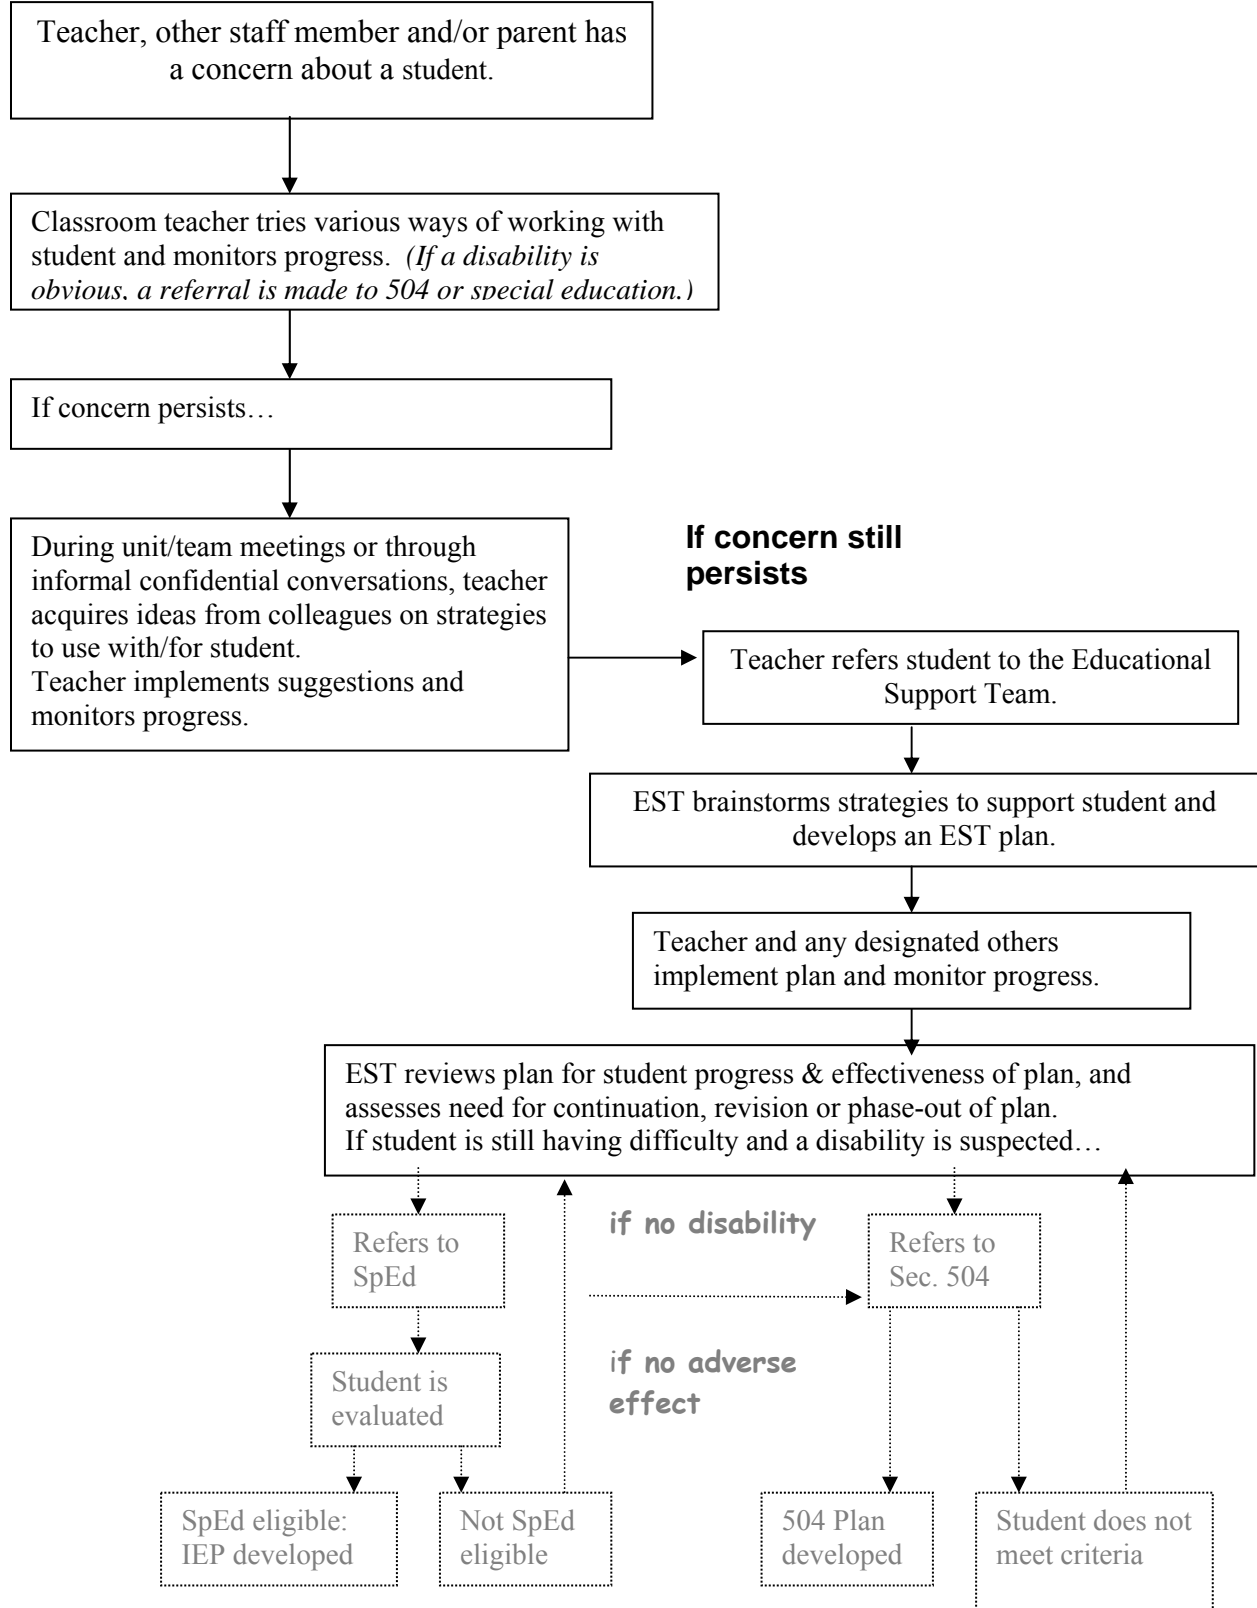 Teacher, other staff member and/or parent has
a concern about a student.
Classroom teacher tries various ways of working with
student and monitors progress.  (If a disability is
obvious, a referral is made to 504 or special education.)
If concern persists…
During unit/team meetings or through
informal confidential conversations, teacher
acquires ideas from colleagues on strategies
to use with/for student.
Teacher implements suggestions and
monitors progress.
If concern still
persists
Teacher refers student to the Educational
Support Team.
EST brainstorms strategies to support student and
develops an EST plan.
Teacher and any designated others
implement plan and monitor progress.
EST reviews plan for student progress & effectiveness of plan, and
assesses need for continuation, revision or phase-out of plan.
If student is still having difficulty and a disability is suspected…
Refers to
SpEd
if no disability
Refers to
Sec. 504
Student is
evaluated
if no adverse
effect
SpEd eligible:
IEP developed
Not SpEd
eligible
504 Plan
developed
Student does not
meet criteria